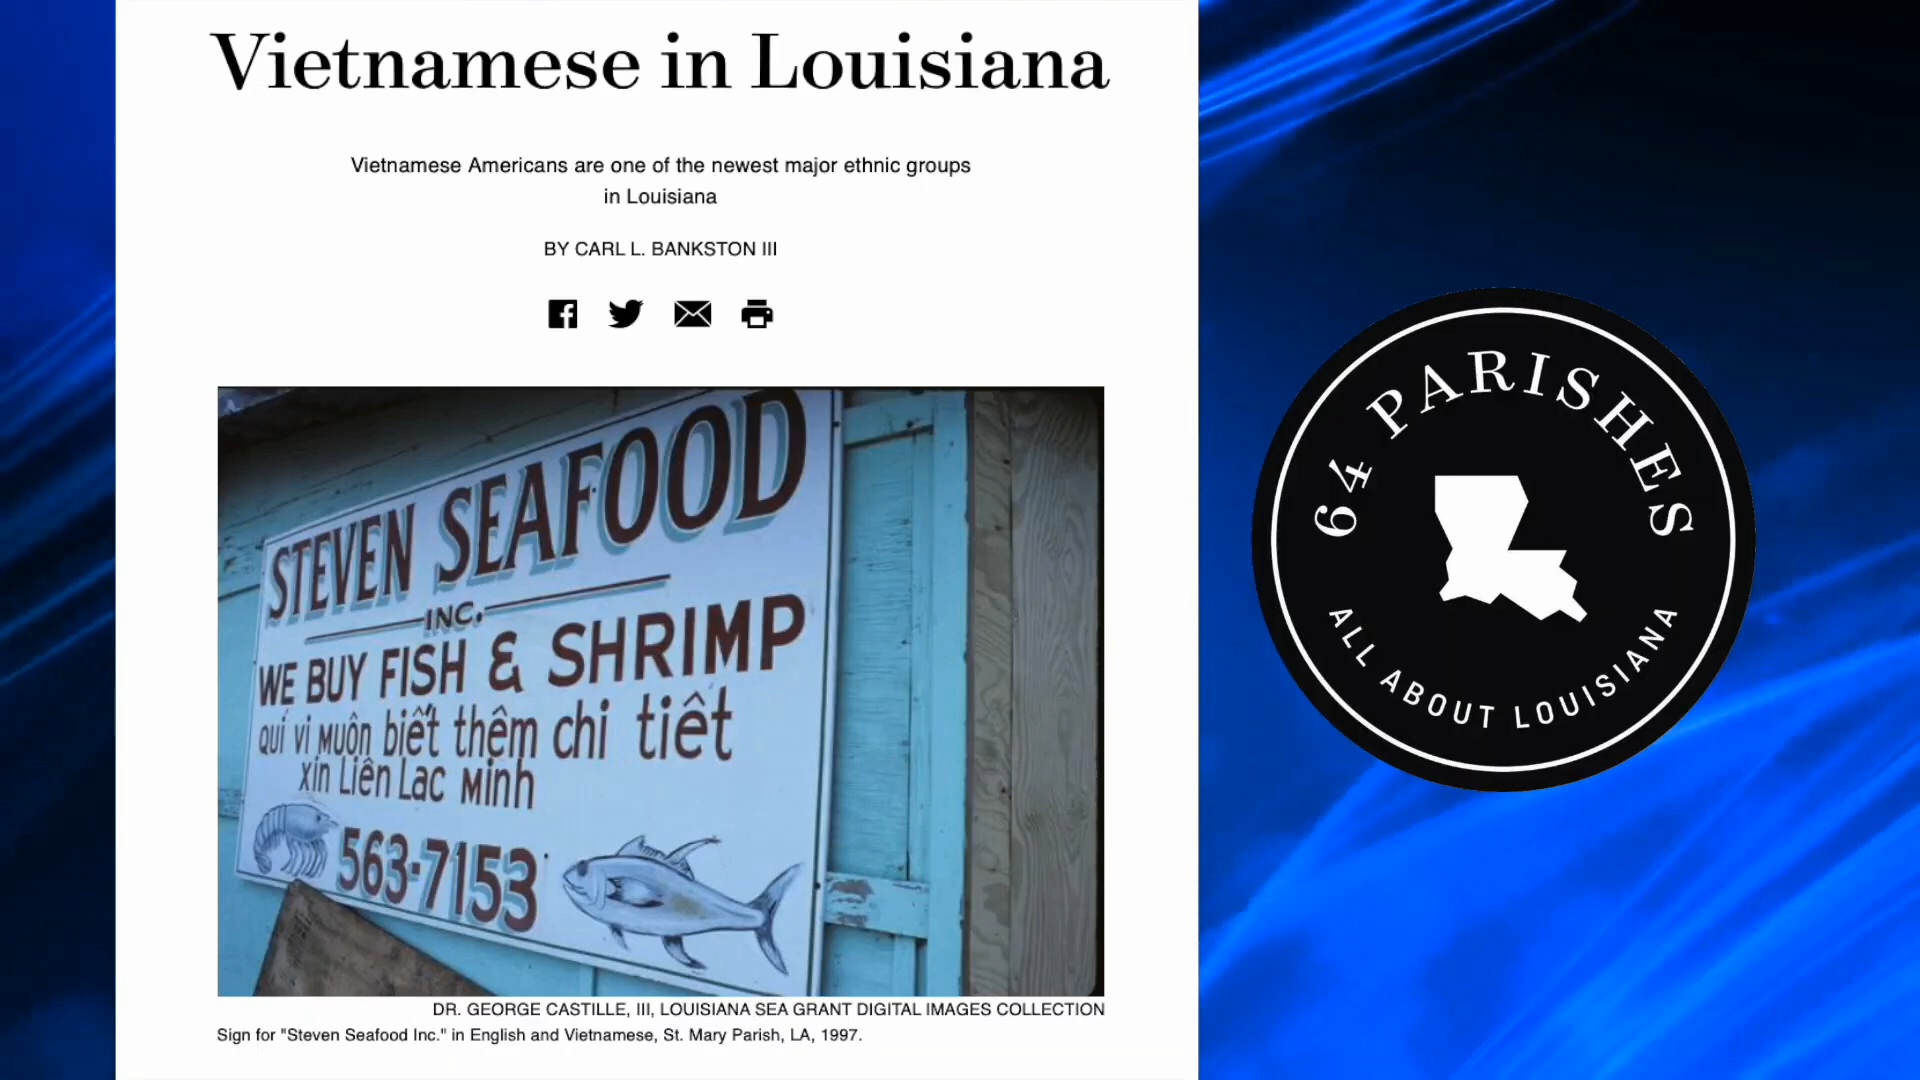 Vietnamese in Louisiana
Vietnamese Americans are one of the newest major ethnic groups
in Louisiana
BY CARL L. BANKSTON III
STEVEN SEAFOOD
INC.
WE BUY FISH & SHRIMP
quí vị muôn biết thêm chi tiêt
xin Liên Lac Minh
563-7153
DR. GEORGE CASTILLE, III, LOUISIANA SEA GRANT DIGITAL IMAGES COLLECTION
Sign for "Steven Seafood Inc." in English and Vietnamese, St. Mary Parish, LA, 1997.
64 PARISHES
ALL ABOUT LOUISIANA